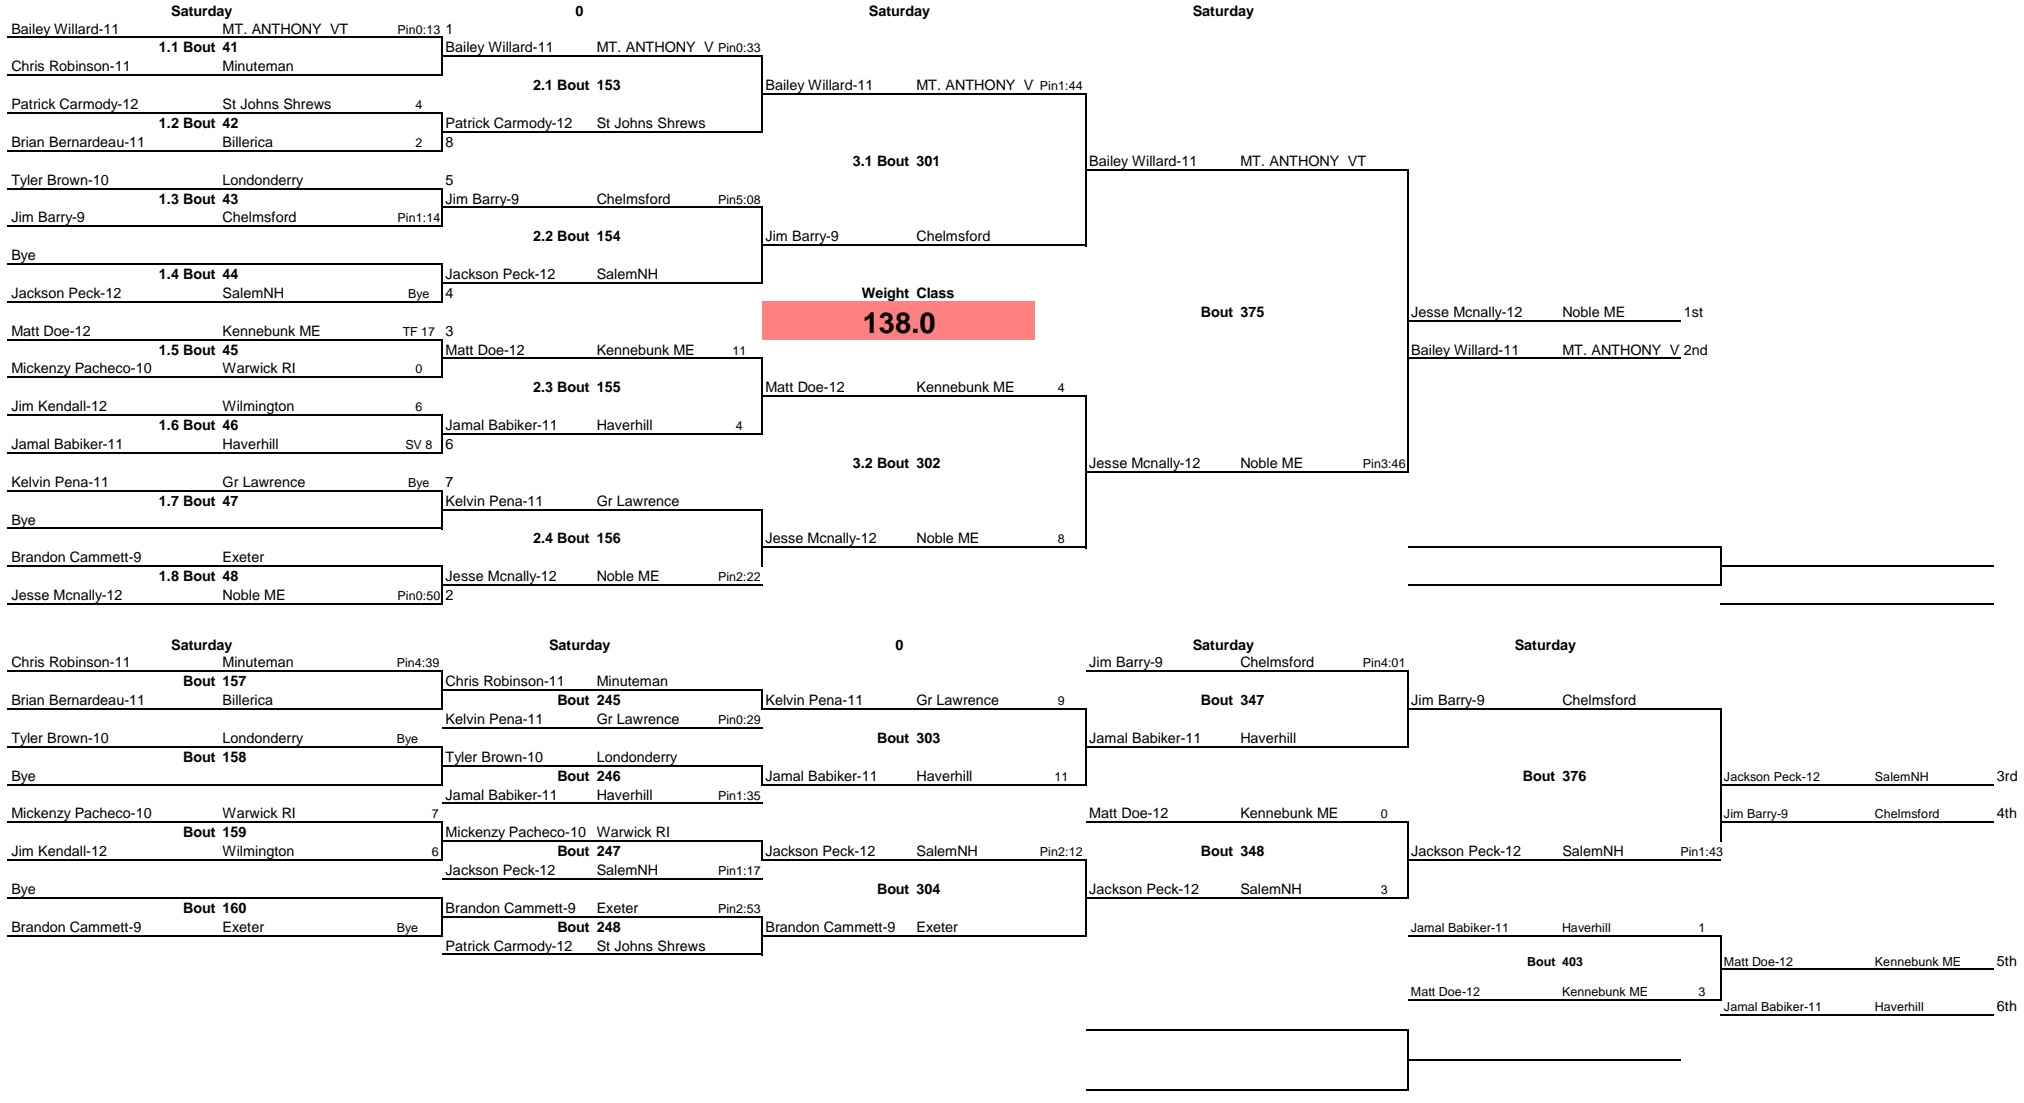 Saturday 0 Saturday Saturday
Bailey Willard-11 MT. ANTHONY VT Pin0:13 1
1.1 Bout 41 Bailey Willard-11 MT. ANTHONY V Pin0:33
Chris Robinson-11 Minuteman
2.1 Bout 153 Bailey Willard-11 MT. ANTHONY V Pin1:44
Patrick Carmody-12 St Johns Shrews 4
1.2 Bout 42 Patrick Carmody-12 St Johns Shrews
Brian Bernardeau-11 Billerica 2 8
3.1 Bout 301 Bailey Willard-11 MT. ANTHONY VT
Tyler Brown-10 Londonderry 5
1.3 Bout 43 Jim Barry-9 Chelmsford Pin5:08
Jim Barry-9 Chelmsford Pin1:14
2.2 Bout 154 Jim Barry-9 Chelmsford
Bye
1.4 Bout 44 Jackson Peck-12 SalemNH
Jackson Peck-12 SalemNH Bye 4 Weight Class
Bout 375 Jesse Mcnally-12 Noble ME 1st
138.0
Matt Doe-12 Kennebunk ME TF 17 3
1.5 Bout 45 Matt Doe-12 Kennebunk ME 11 Bailey Willard-11 MT. ANTHONY V 2nd
Mickenzy Pacheco-10 Warwick RI 0
2.3 Bout 155 Matt Doe-12 Kennebunk ME 4
Jim Kendall-12 Wilmington 6
1.6 Bout 46 Jamal Babiker-11 Haverhill 4
Jamal Babiker-11 Haverhill SV 8 6
3.2 Bout 302 Jesse Mcnally-12 Noble ME Pin3:46
Kelvin Pena-11 Gr Lawrence Bye 7
1.7 Bout 47 Kelvin Pena-11 Gr Lawrence
Bye
2.4 Bout 156 Jesse Mcnally-12 Noble ME 8
Brandon Cammett-9 Exeter
1.8 Bout 48 Jesse Mcnally-12 Noble ME Pin2:22
Jesse Mcnally-12 Noble ME Pin0:50 2
Saturday Saturday 0 Saturday Saturday
Chris Robinson-11 Minuteman Pin4:39 Jim Barry-9 Chelmsford Pin4:01
Bout 157 Chris Robinson-11 Minuteman
Brian Bernardeau-11 Billerica Bout 245 Kelvin Pena-11 Gr Lawrence 9 Bout 347 Jim Barry-9 Chelmsford
Kelvin Pena-11 Gr Lawrence Pin0:29
Tyler Brown-10 Londonderry Bye Bout 303 Jamal Babiker-11 Haverhill
Bout 158 Tyler Brown-10 Londonderry
Bye Bout 246 Jamal Babiker-11 Haverhill 11 Bout 376 Jackson Peck-12 SalemNH 3rd
Jamal Babiker-11 Haverhill Pin1:35
Mickenzy Pacheco-10 Warwick RI 7 Matt Doe-12 Kennebunk ME 0 Jim Barry-9 Chelmsford 4th
Bout 159 Mickenzy Pacheco-10 Warwick RI
Jim Kendall-12 Wilmington 6 Bout 247 Jackson Peck-12 SalemNH Pin2:12 Bout 348 Jackson Peck-12 SalemNH Pin1:43
Jackson Peck-12 SalemNH Pin1:17
Bye Bout 304 Jackson Peck-12 SalemNH 3
Bout 160 Brandon Cammett-9 Exeter Pin2:53
Brandon Cammett-9 Exeter Bye Bout 248 Brandon Cammett-9 Exeter Jamal Babiker-11 Haverhill 1
Patrick Carmody-12 St Johns Shrews
Bout 403 Matt Doe-12 Kennebunk ME 5th
Matt Doe-12 Kennebunk ME 3
Jamal Babiker-11 Haverhill 6th